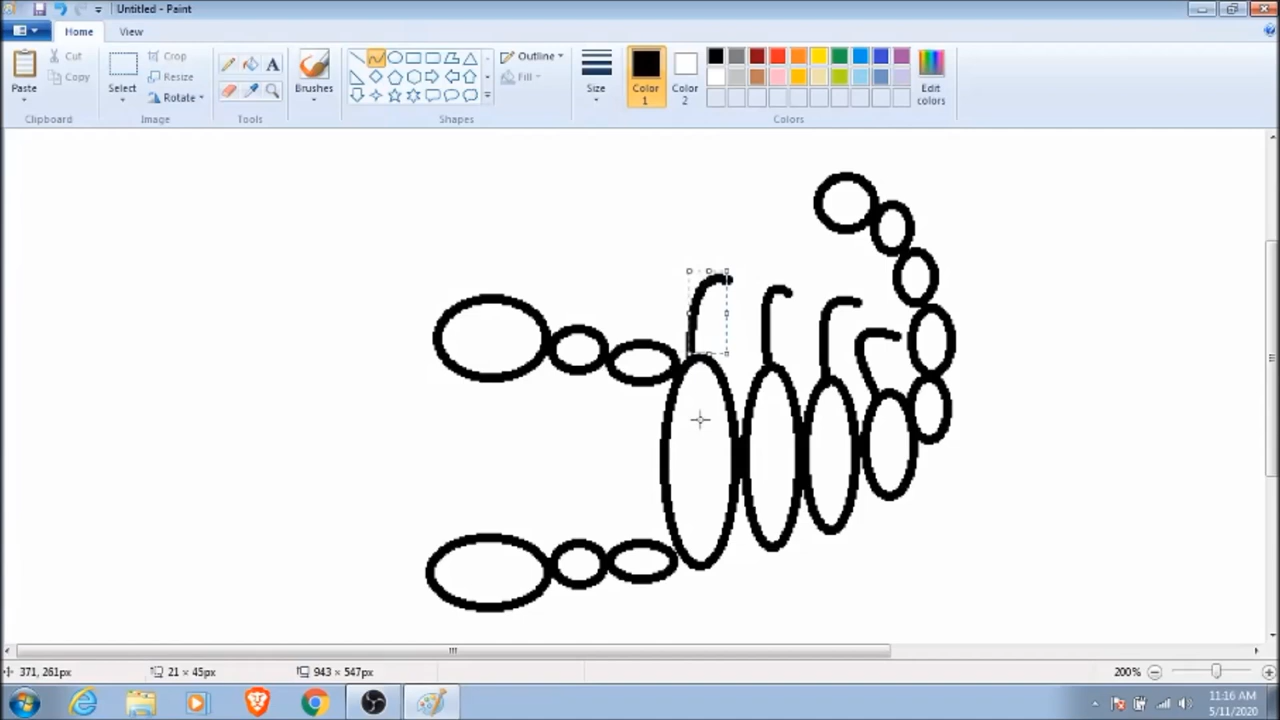 Untitled - Paint
Home View
Paste
Cut
Copy
Clipboard
Select
Crop
Resize
Rotate
Image
A
Tools
Brushes
Outline
Fill
Shapes
Size
Color 1
Color 2
Edit colors
Colors
371, 261px
21 × 45px
943 × 547px
200%
11:16 AM
5/11/2020